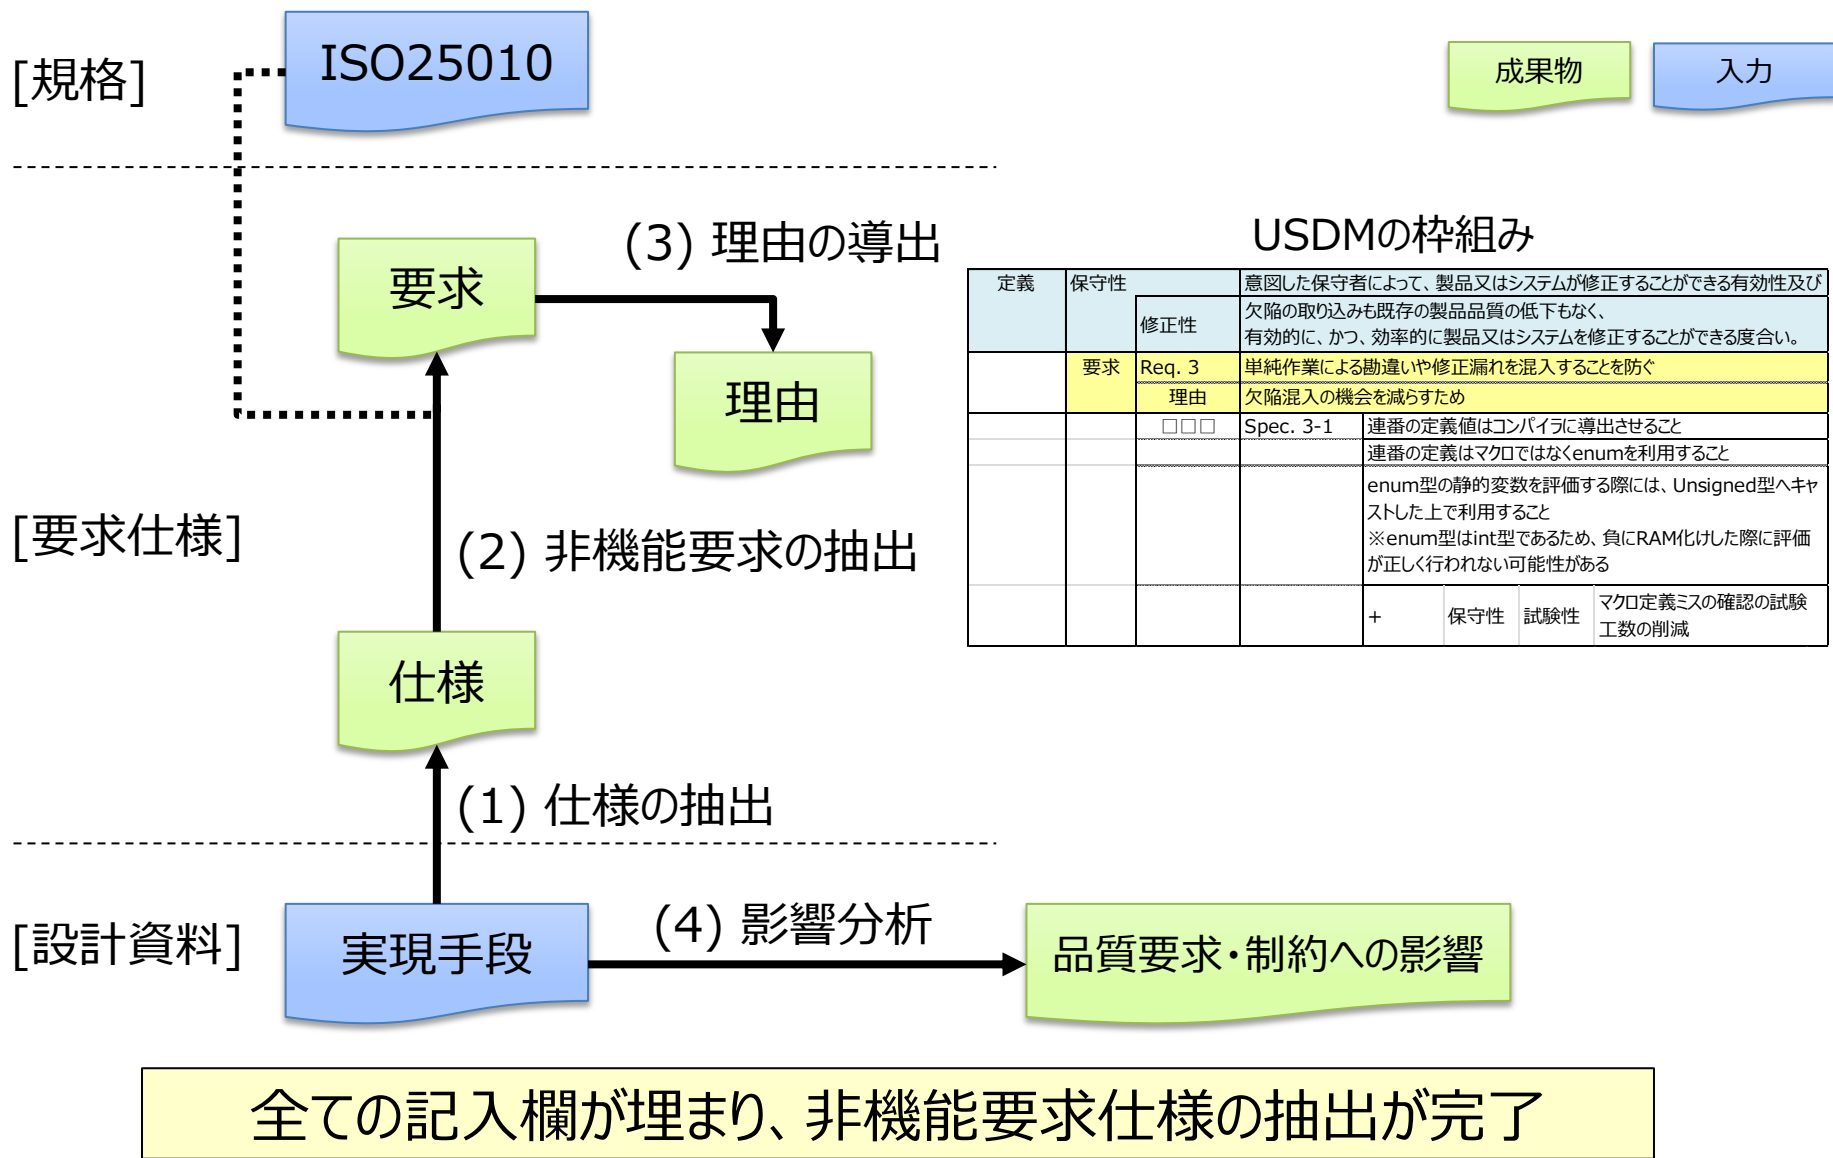 [規格]
ISO25010
成果物
入力
(3) 理由の導出
要求
理由
USDMの枠組み
定義
保守性
意図した保守者によって、製品又はシステムが修正することができる有効性及び
修正性
欠陥の取り込みも既存の製品品質の低下もなく、
有効的に、かつ、効率的に製品又はシステムを修正することができる度合い。
要求
Req. 3
単純作業による勘違いや修正漏れを混入することを防ぐ
理由
欠陥混入の機会を減らすため
□□□
Spec. 3-1
連番の定義値はコンパイラに導出させること
連番の定義はマクロではなくenumを利用すること
enum型の静的変数を評価する際には、Unsigned型へキャ
ストした上で利用すること
※enum型はint型であるため、負にRAM化けした際に評価
が正しく行われない可能性がある
+
保守性
試験性
マクロ定義ミスの確認の試験
工数の削減
[要求仕様]
(2) 非機能要求の抽出
仕様
(1) 仕様の抽出
[設計資料]
実現手段
(4) 影響分析
品質要求・制約への影響
全ての記入欄が埋まり、非機能要求仕様の抽出が完了